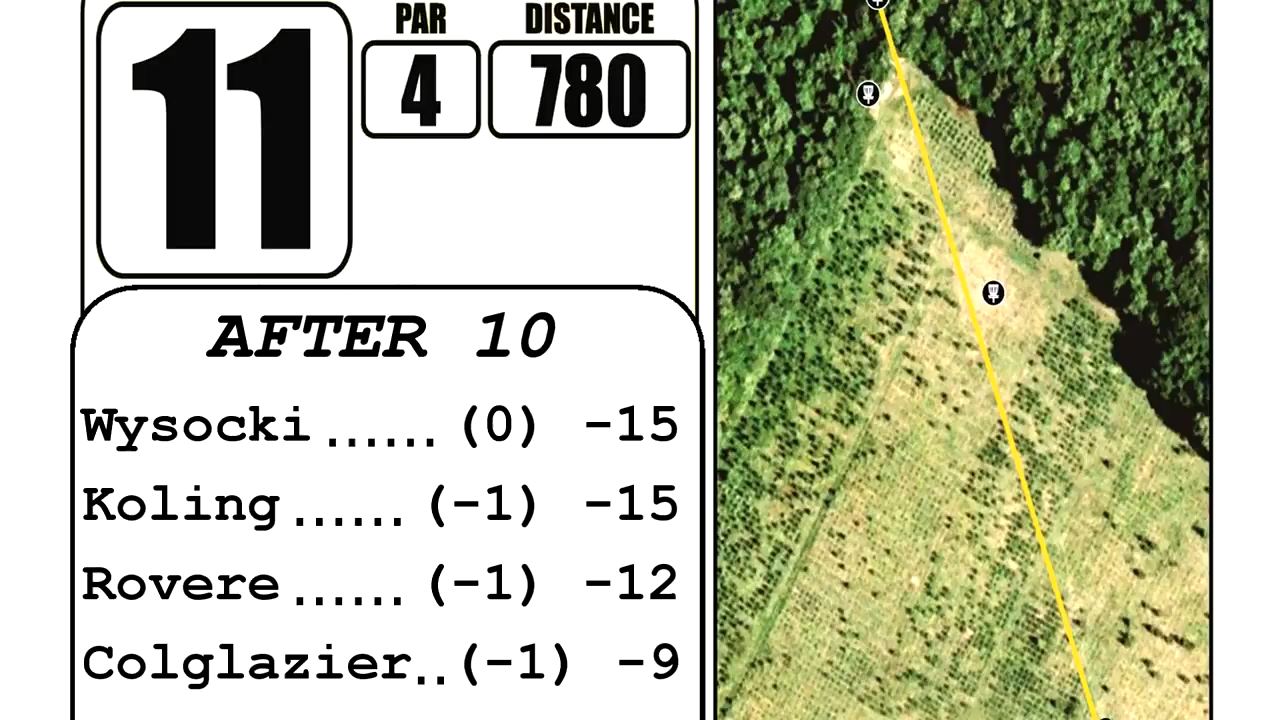 11
PAR
4
DISTANCE
780
AFTER 10
Wysocki......(0) -15
Koling......(-1) -15
Rovere......(-1) -12
Colglazier..(-1) -9